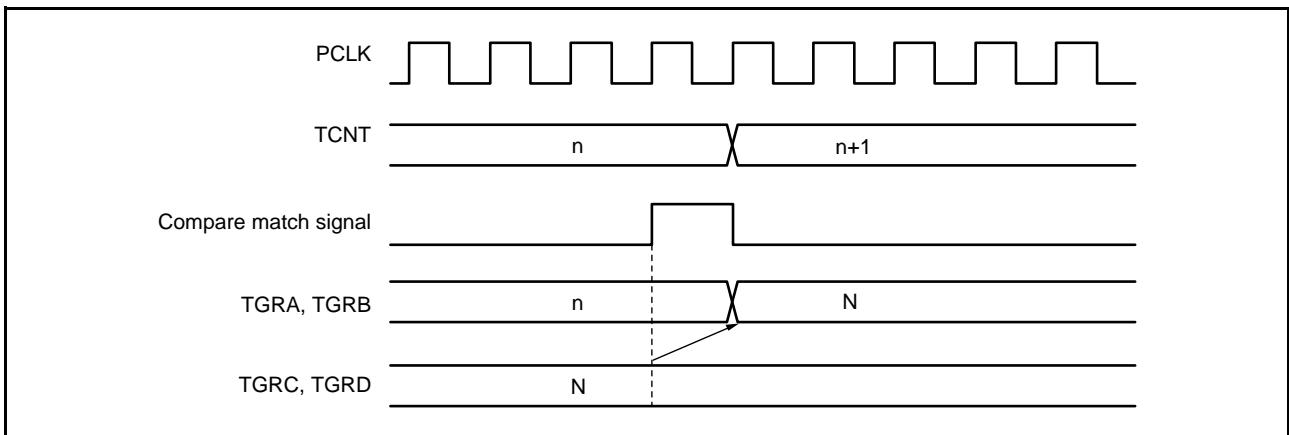 PCLK
TCNT
n
n+1
Compare match signal
TGRA, TGRB
n
N
TGRC, TGRD
N